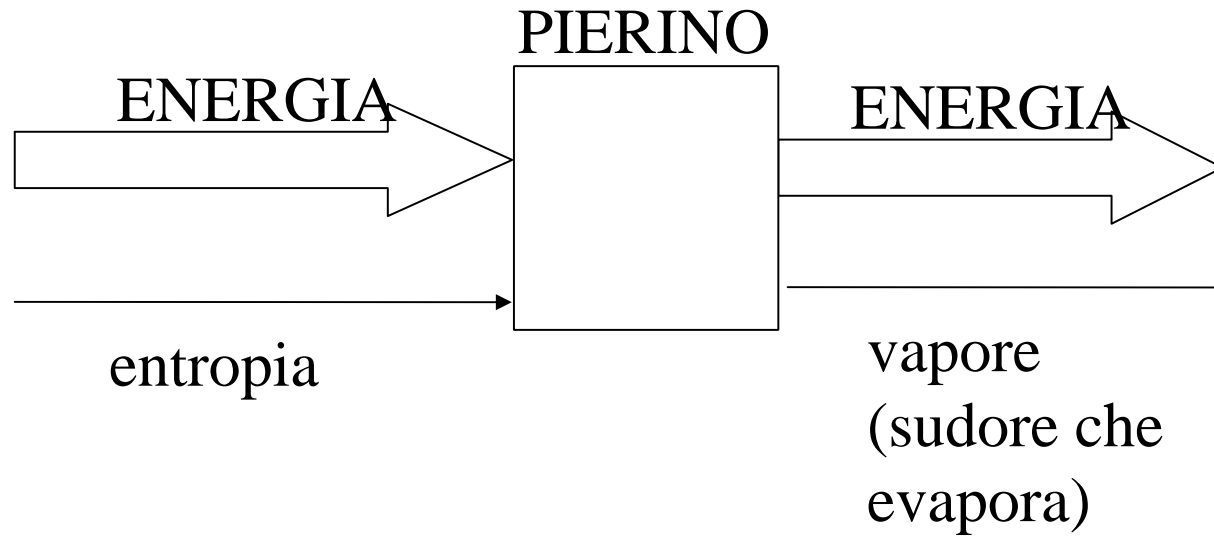 PIERINO
ENERGIA
ENERGIA
entropia
vapore
(sudore che
evapora)